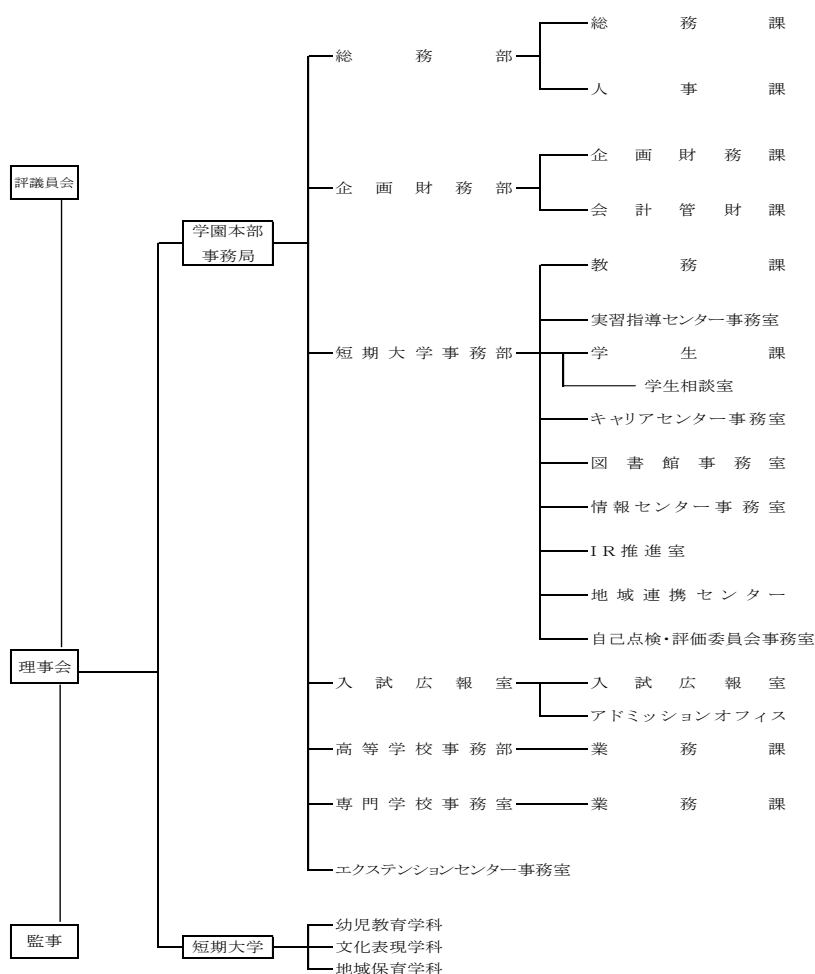 総務課
総務部
人事課
企画財務課
評議員会
企画財務部
会計管財課
学園本部
事務局
教務課
実習指導センター事務室
短期大学事務部
学生課
学生相談室
キャリアセンター事務室
図書館事務室
情報センター事務室
IR推進室
地域連携センター
自己点検・評価委員会事務室
理事会
入試広報室
入試広報室
アドミッションオフィス
高等学校事務部
業務課
専門学校事務室
業務課
エクステンションセンター事務室
監事
短期大学
幼児教育学科
文化表現学科
地域保育学科